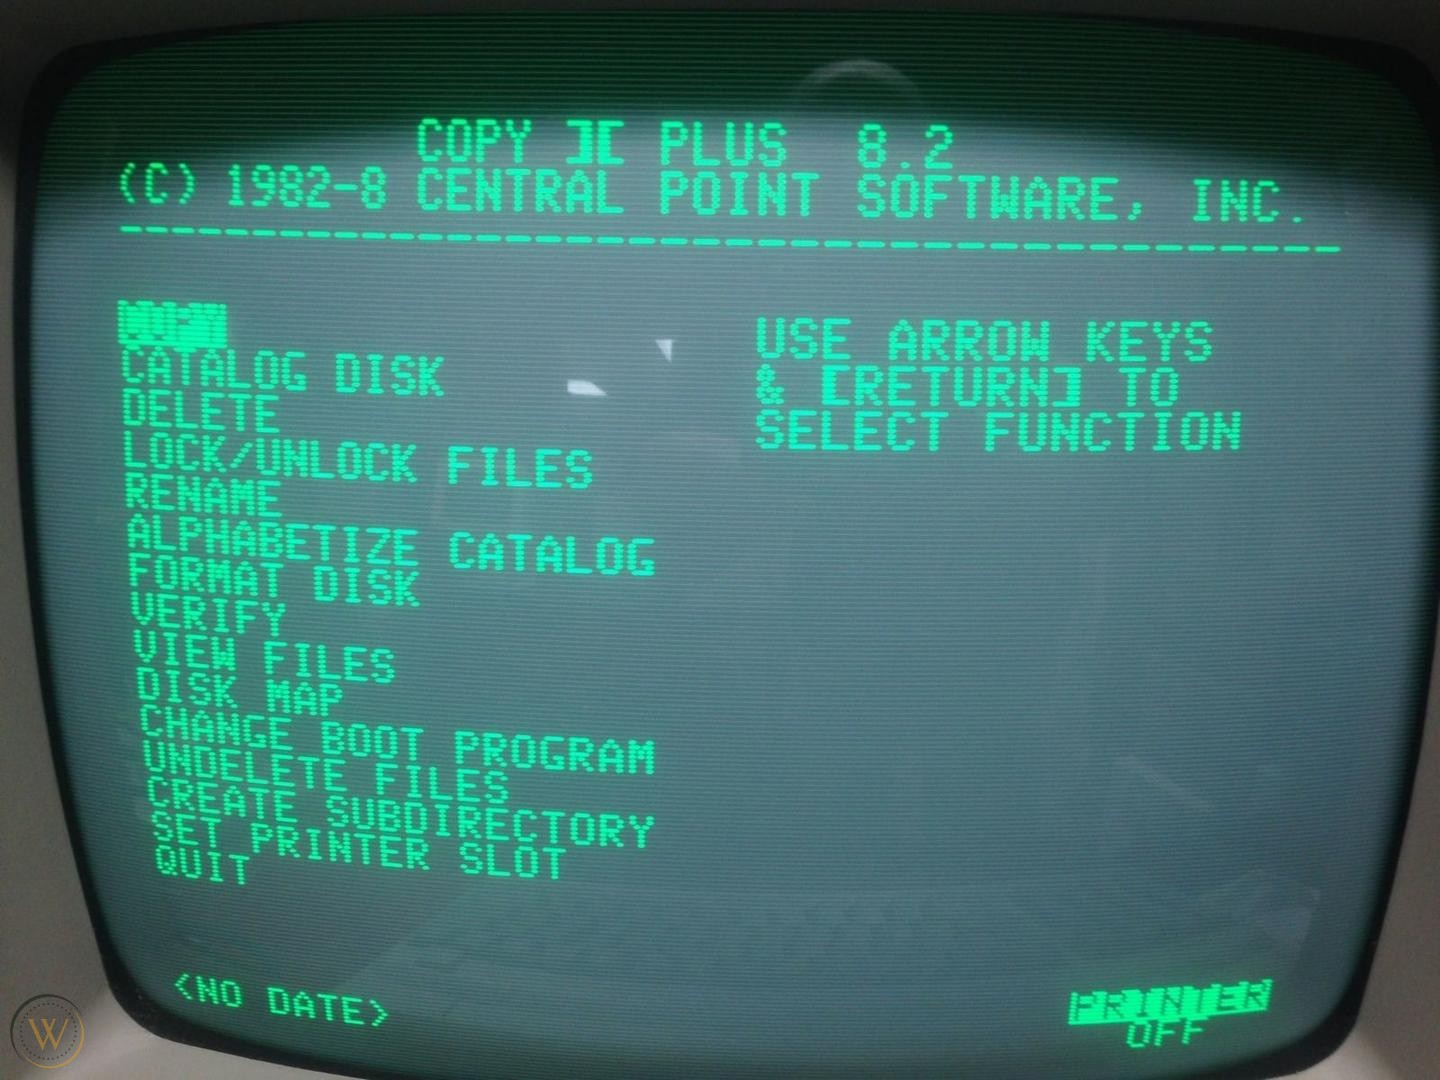 COPY ][ PLUS 8.2
(C) 1982-8 CENTRAL POINT SOFTWARE, INC.
COPY
CATALOG DISK
DELETE
LOCK/UNLOCK FILES
RENAME
ALPHABETIZE CATALOG
FORMAT DISK
VERIFY
VIEW FILES
DISK MAP
CHANGE BOOT PROGRAM
UNDELETE FILES
CREATE SUBDIRECTORY
SET PRINTER SLOT
QUIT
USE ARROW KEYS
& [RETURN] TO
SELECT FUNCTION
<NO DATE>
PRINTER
OFF
W